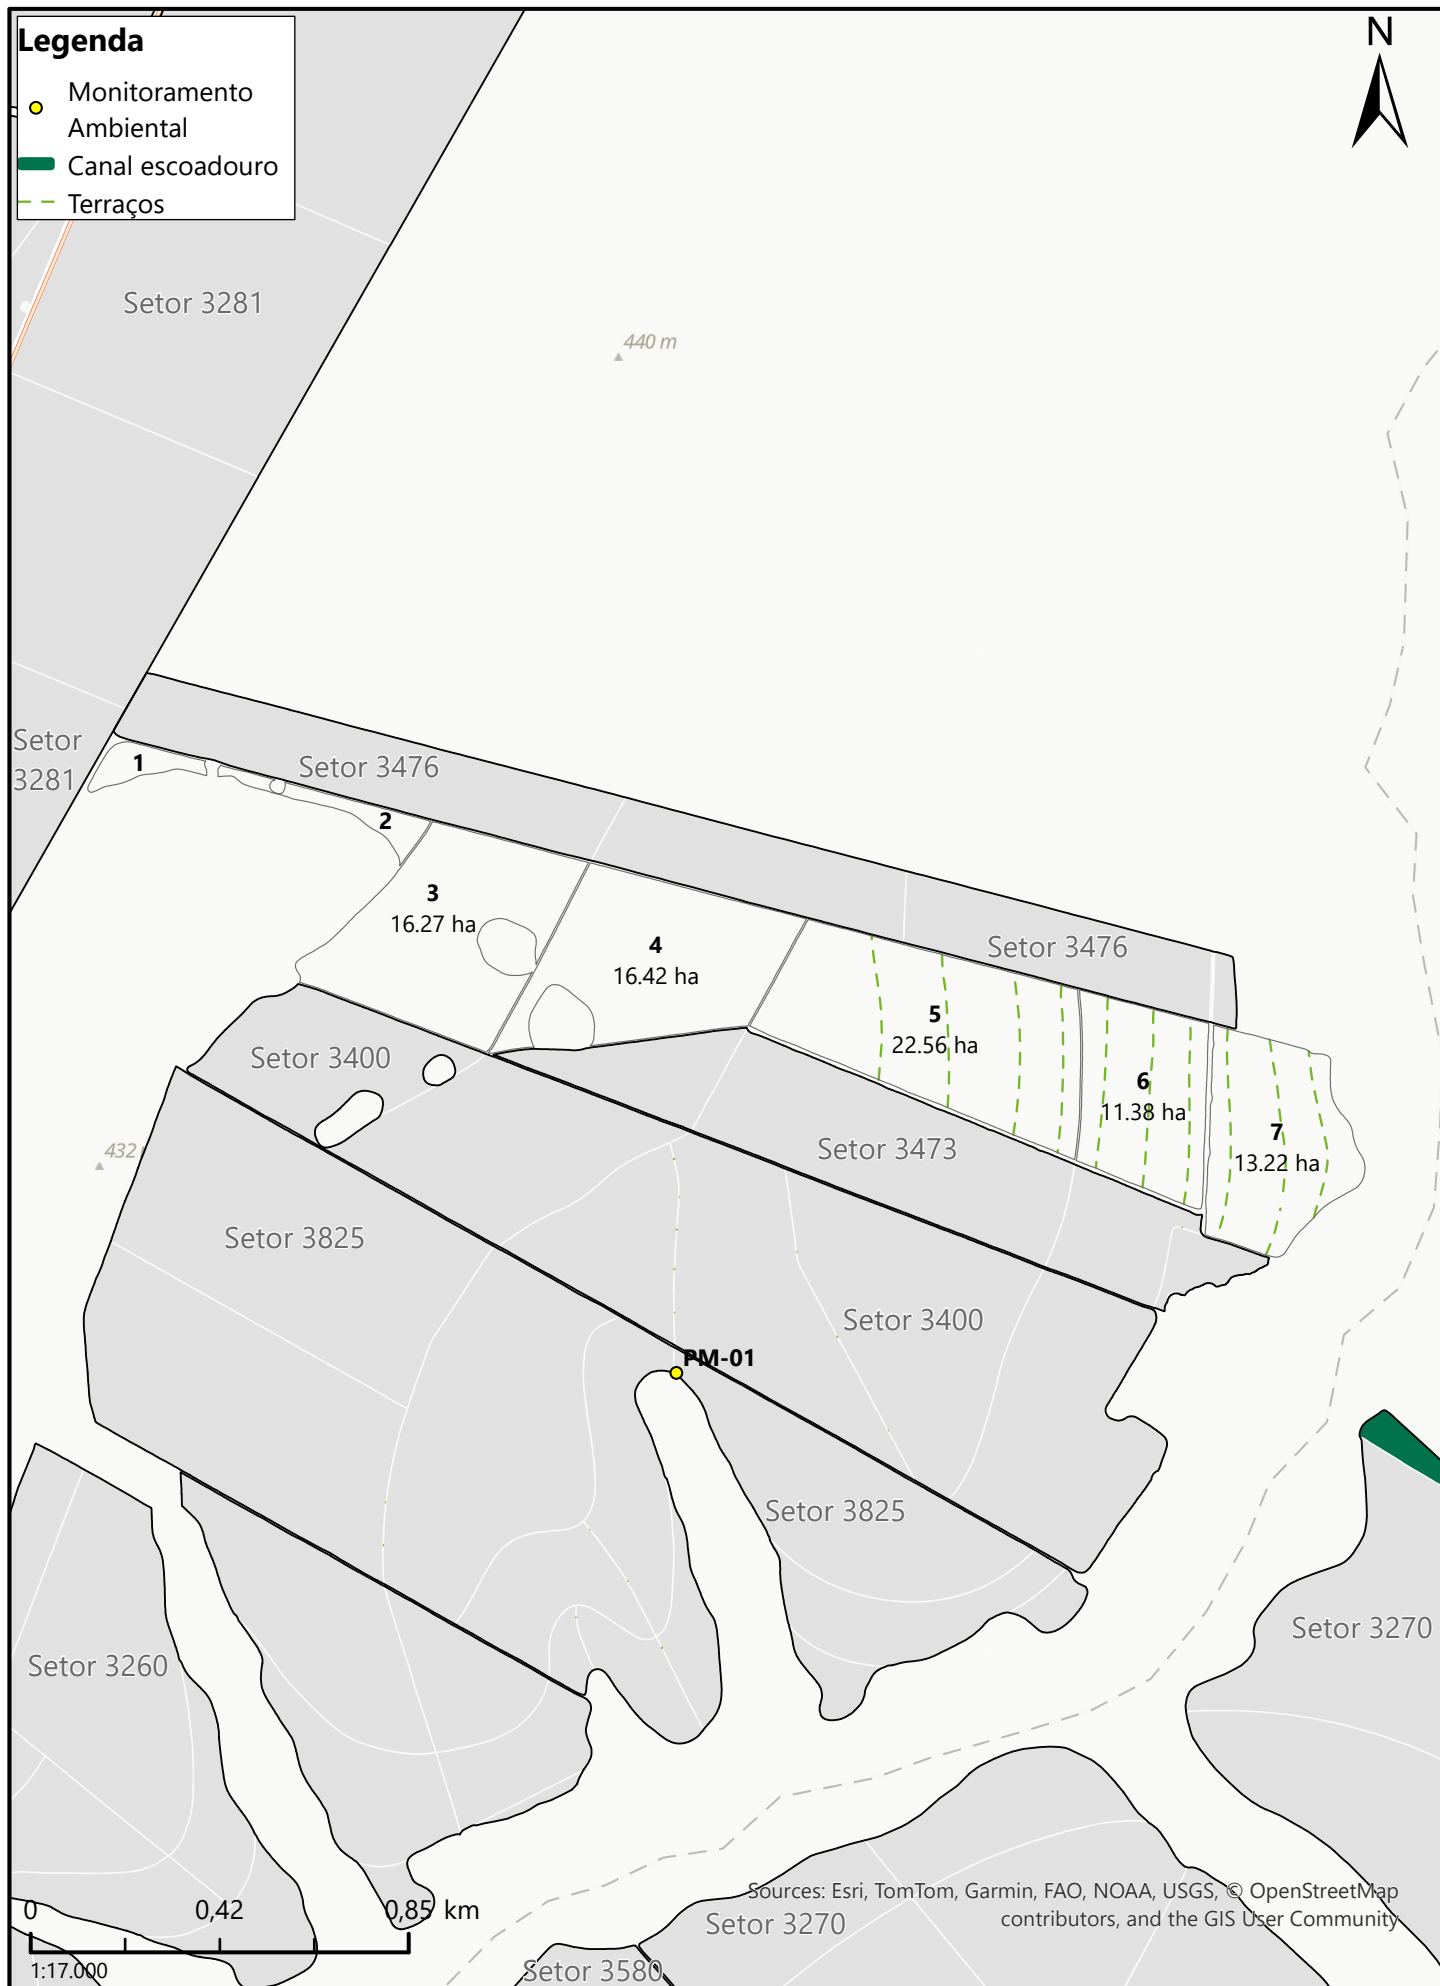 Legenda
Monitoramento
Ambiental
Canal escoadouro
Terraços
N
Setor 3281
440 m
Setor
3281
1
Setor 3476
2
3
16.27 ha
4
16.42 ha
Setor 3476
5
22.56 ha
6
11.38 ha
7
13.22 ha
Setor 3400
Setor 3473
432
Setor 3825
Setor 3400
PM-01
Setor 3825
Setor 3260
Setor 3270
Sources: Esri, TomTom, Garmin, FAO, NOAA, USGS, © OpenStreetMap
contributors, and the GIS User Community
Setor 3270
Setor 3580
0 0,42 0,85 km
1:17.000